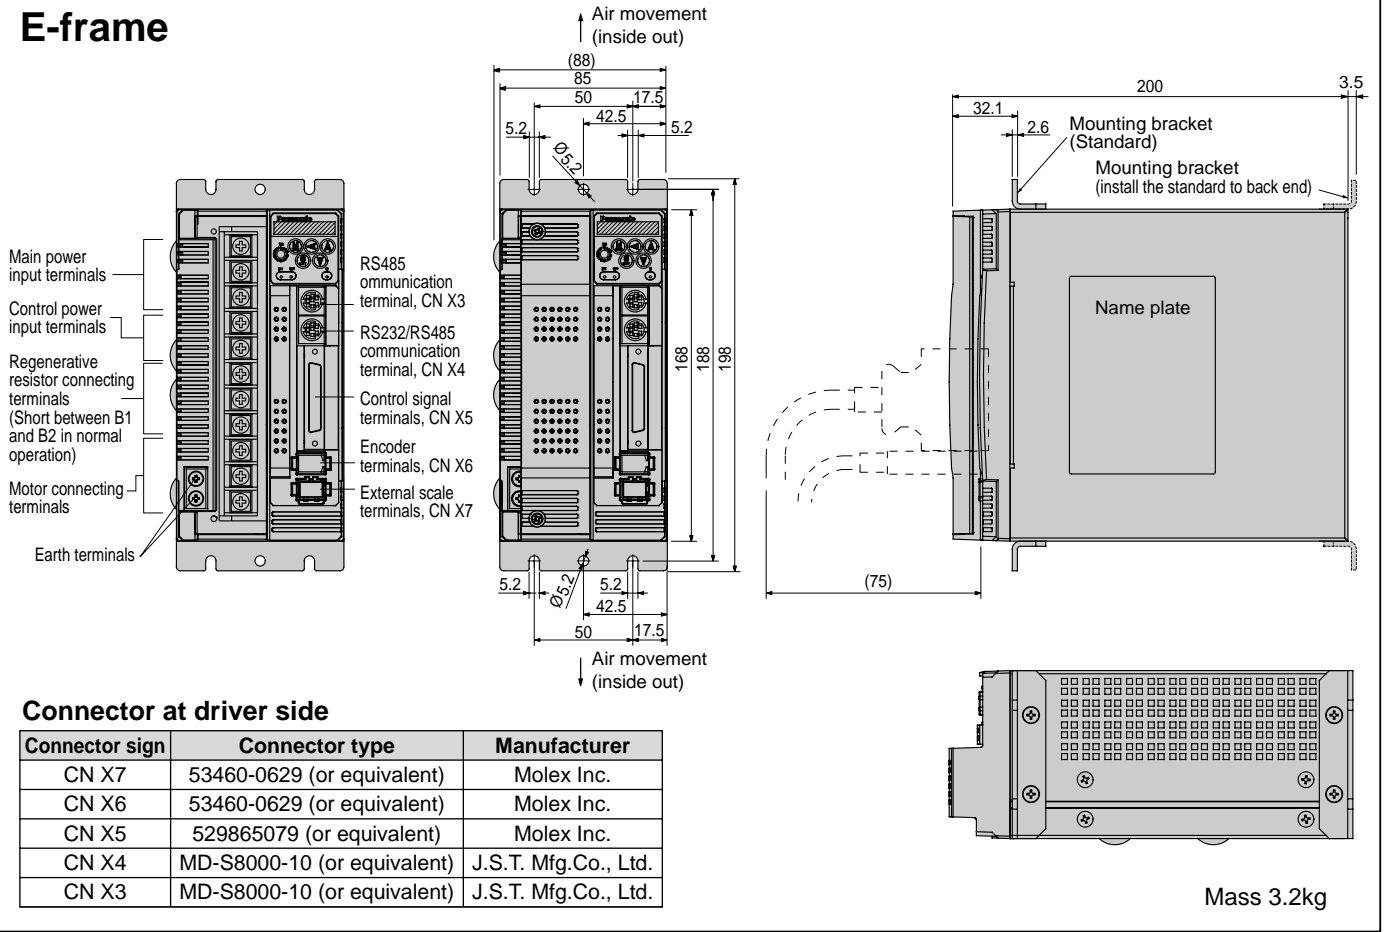 E-frame
Air movement
(inside out)
(88)
85
50
17.5
42.5
5.2
5.2
Ø5.2
200
3.5
32.1
2.6
Mounting bracket
(Standard)
Mounting bracket
(install the standard to back end)
Main power
input terminals
Control power
input terminals
Regenerative
resistor connecting
terminals
(Short between B1
and B2 in normal
operation)
Motor connecting
terminals
Earth terminals
Panasonic
RS485
ommunication
terminal, CN X3
RS232/RS485
communication
terminal, CN X4
Control signal
terminals, CN X5
Encoder
terminals, CN X6
External scale
terminals, CN X7
Panasonic
168
188
198
Name plate
(75)
5.2
Ø5.2
5.2
42.5
50
17.5
Air movement
(inside out)
Connector at driver side
Connector sign Connector type Manufacturer
CN X7 53460-0629 (or equivalent) Molex Inc.
CN X6 53460-0629 (or equivalent) Molex Inc.
CN X5 529865079 (or equivalent) Molex Inc.
CN X4 MD-S8000-10 (or equivalent) J.S.T. Mfg.Co., Ltd.
CN X3 MD-S8000-10 (or equivalent) J.S.T. Mfg.Co., Ltd.
Mass 3.2kg